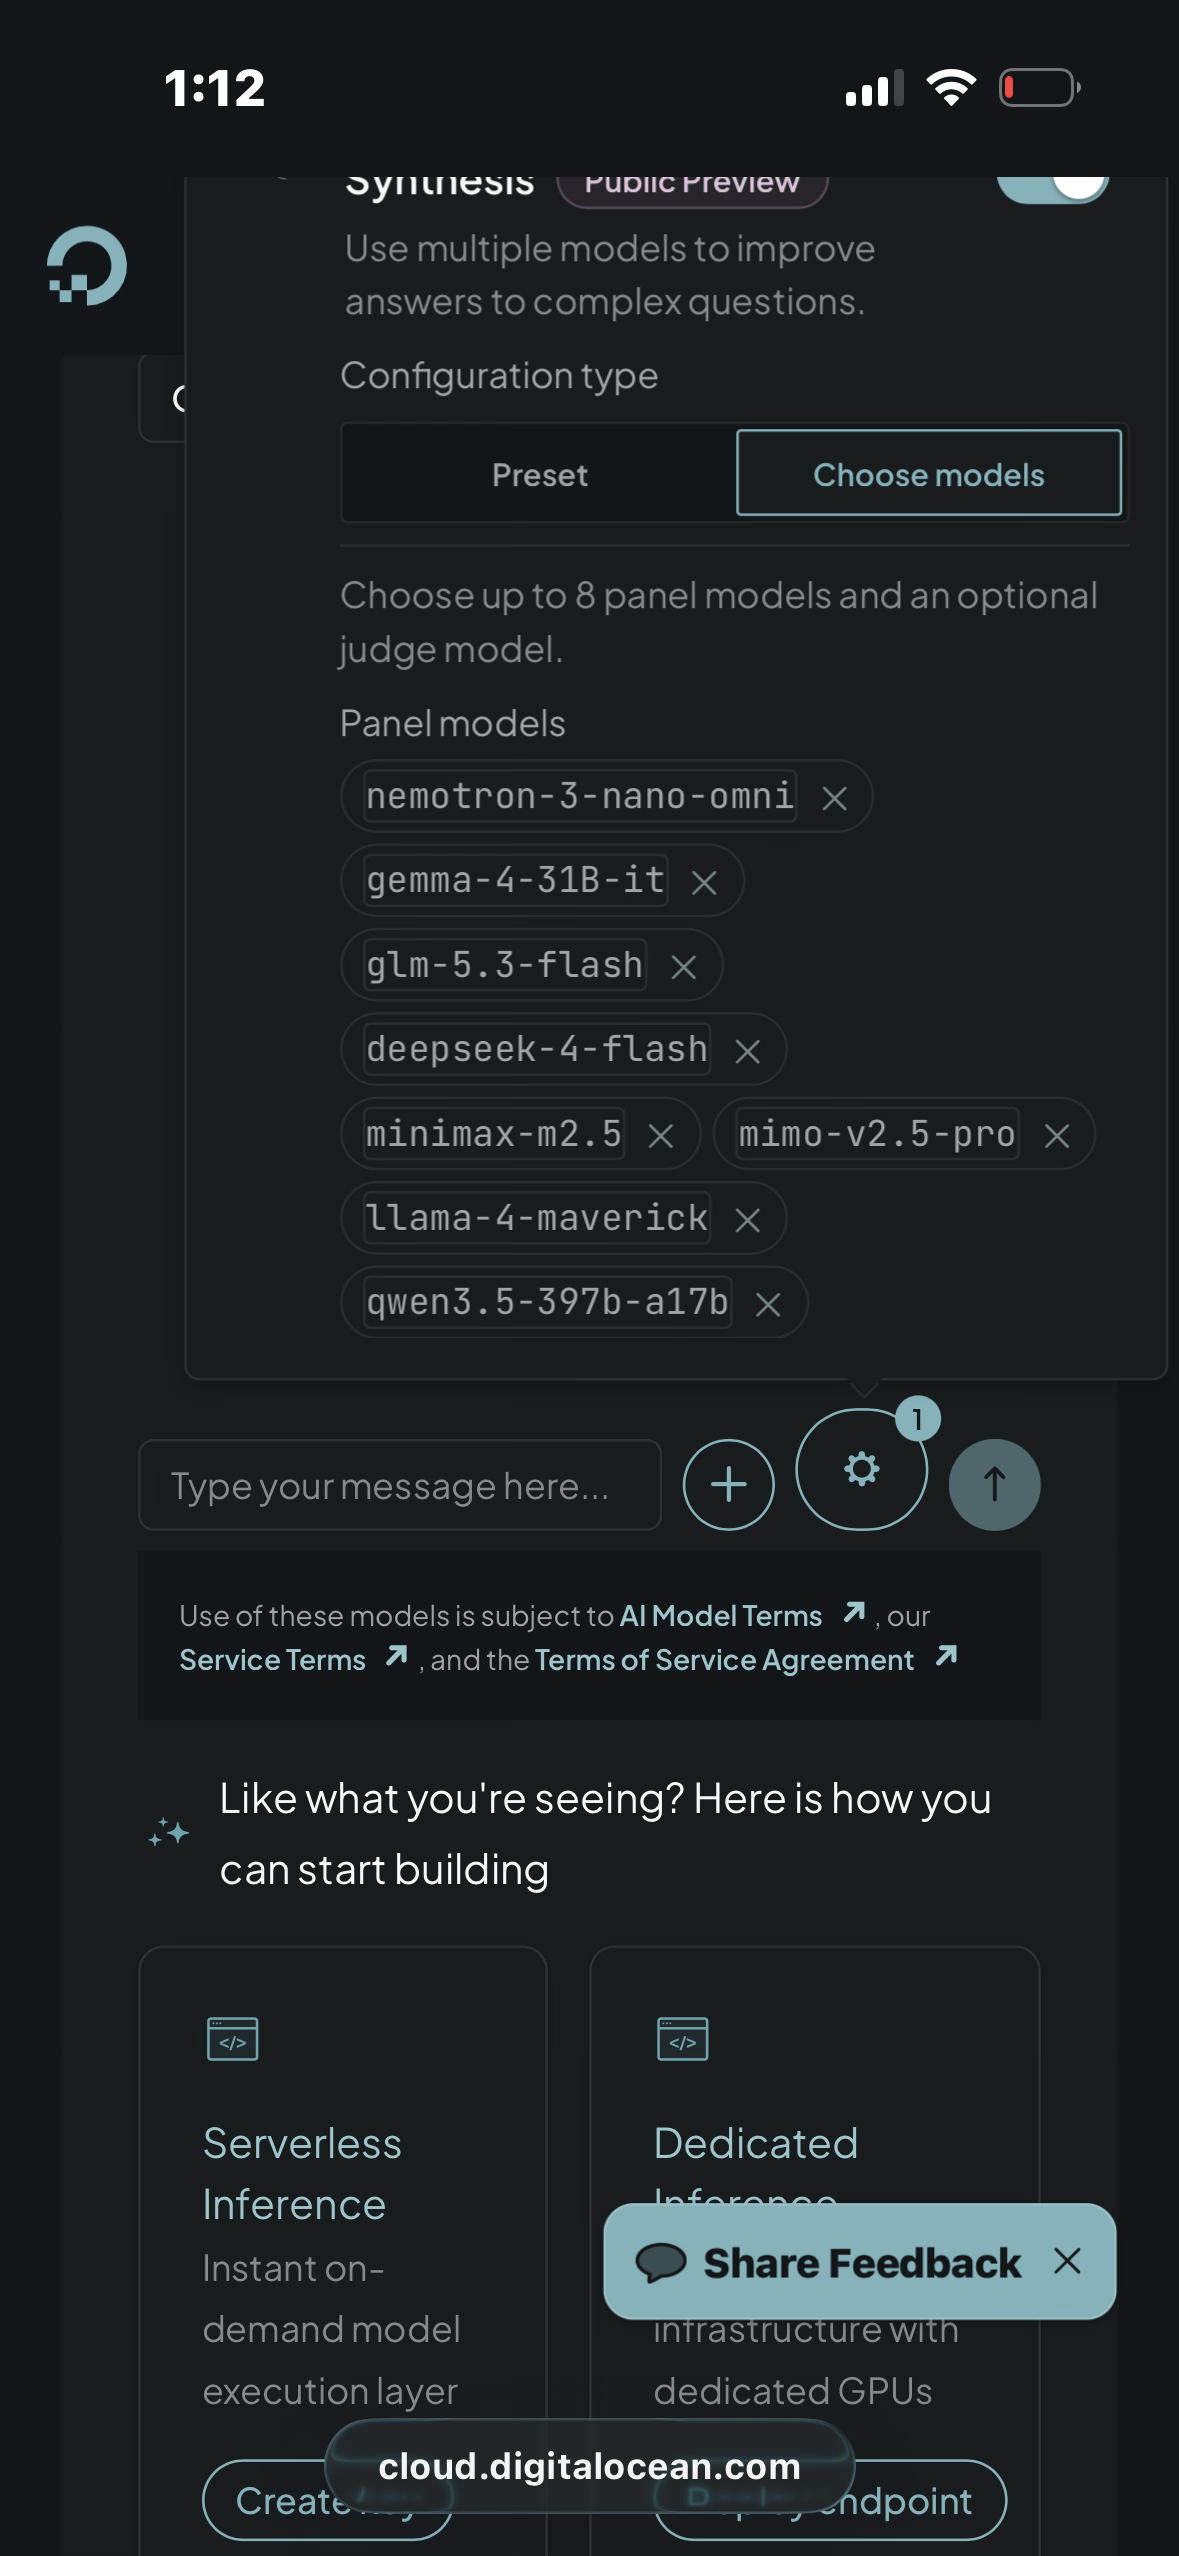 1:12
Synthesis Public Preview
Use multiple models to improve
answers to complex questions.
Configuration type
Preset Choose models
Choose up to 8 panel models and an optional
judge model.
Panel models
nemotron-3-nano-omni
gemma-4-31B-it
glm-5.3-flash
deepseek-4-flash
minimax-m2.5 mimo-v2.5-pro
llama-4-maverick
qwen3.5-397b-a17b
1
Type your message here...
Use of these models is subject to AI Model Terms , our
Service Terms , and the Terms of Service Agreement
Like what you're seeing? Here is how you
can start building
Serverless
Inference
Instant on-
demand model
execution layer
Dedicated
Inference
Share Feedback
infrastructure with
dedicated GPUs
cloud.digitalocean.com
Create
endpoint